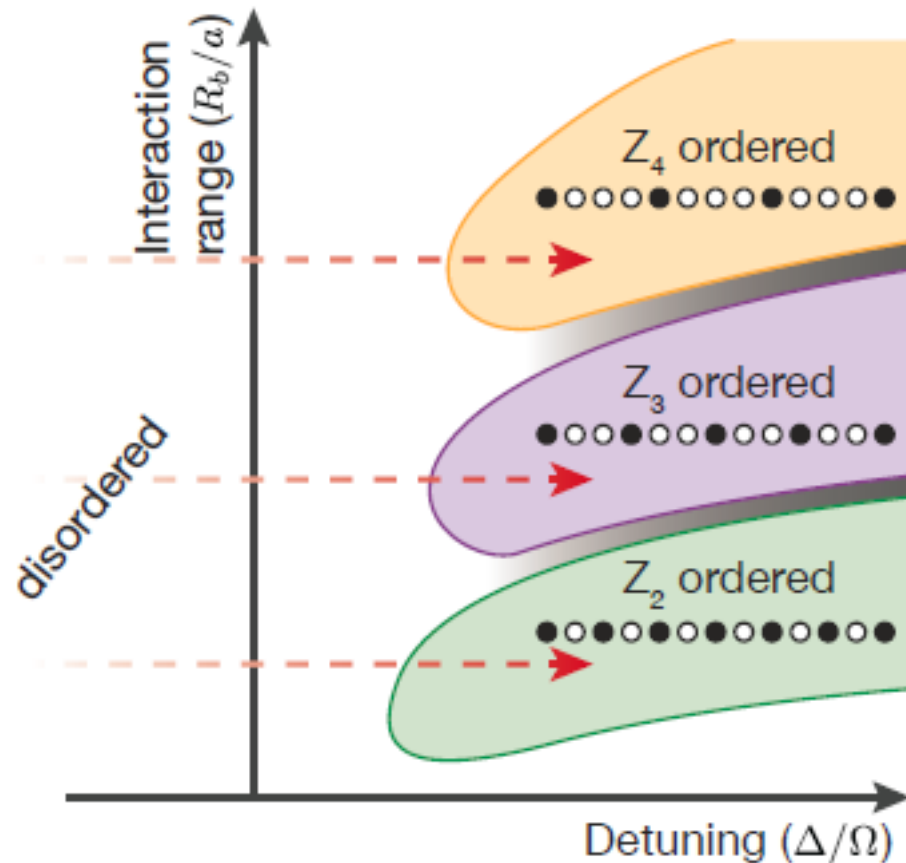 Interaction
range (R_b/a)
Z₄ ordered
Z₃ ordered
disordered
Z₂ ordered
Detuning (Δ/Ω)